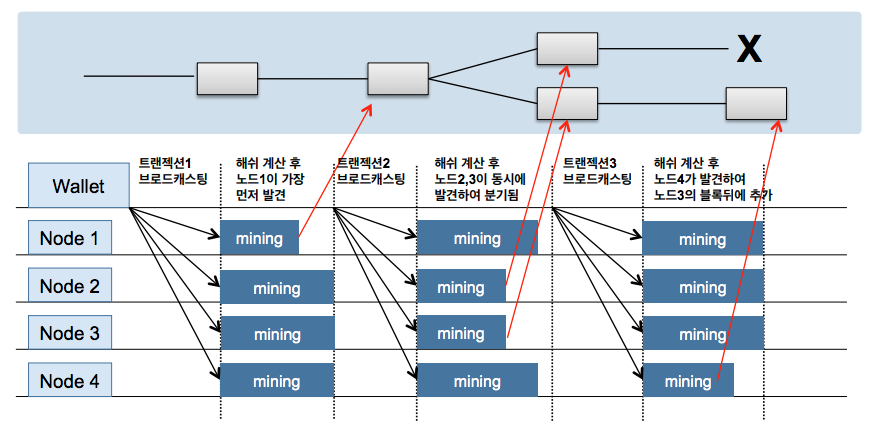 X
트랜젝션1
브로드캐스팅
해쉬 계산 후
노드1이 가장
먼저 발견
트랜젝션2
브로드캐스팅
해쉬 계산 후
노드2,3이 동시에
발견하여 분기됨
트랜젝션3
브로드캐스팅
해쉬 계산 후
노드4가 발견하여
노드3의 블록뒤에 추가
Wallet
Node 1
mining
mining
mining
Node 2
mining
mining
mining
Node 3
mining
mining
mining
Node 4
mining
mining
mining